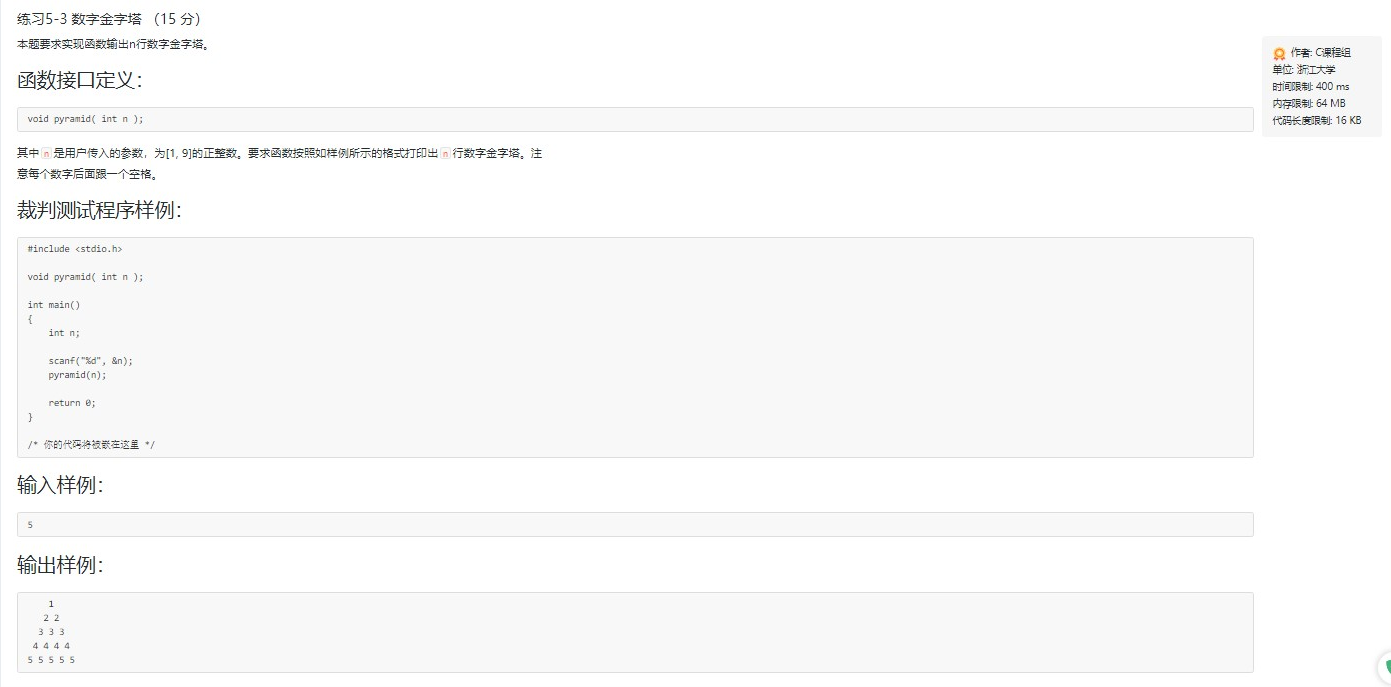 练习5-3 数字金字塔 （15 分）
本题要求实现函数输出n行数字金字塔。
函数接口定义：
void pyramid( int n );
其中 n 是用户传入的参数，为[1, 9]的正整数。要求函数按照如样例所示的格式打印出 n 行数字金字塔。注
意每个数字后面跟一个空格。
裁判测试程序样例：
#include <stdio.h>
void pyramid( int n );
int main()
{
    int n;
    scanf("%d", &n);
    pyramid(n);
    return 0;
}
/* 你的代码将被嵌在这里 */
输入样例：
5
输出样例：
    1
   2 2
  3 3 3
 4 4 4 4
5 5 5 5 5
作者: C课程组
单位: 浙江大学
时间限制: 400 ms
内存限制: 64 MB
代码长度限制: 16 KB